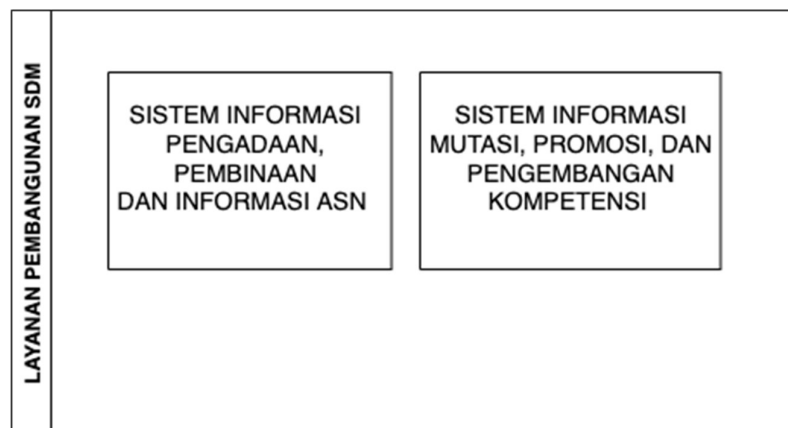 LAYANAN PEMBANGUNAN SDM
SISTEM INFORMASI
PENGADAAN,
PEMBINAAN
DAN INFORMASI ASN
SISTEM INFORMASI
MUTASI, PROMOSI, DAN
PENGEMBANGAN
KOMPETENSI